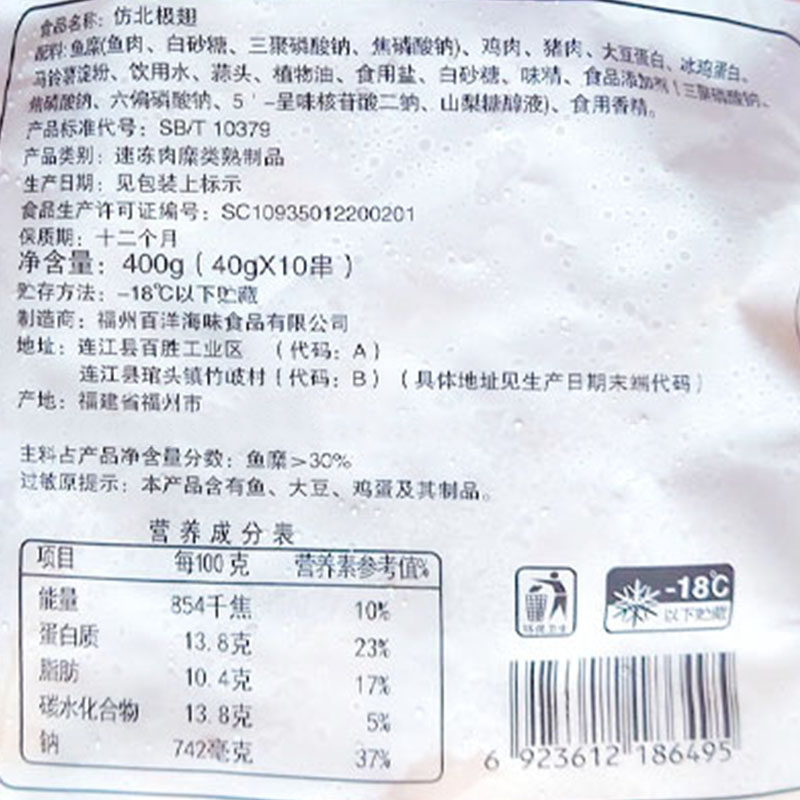 食品名称：仿北极翅
配料：鱼糜(鱼肉、白砂糖、三聚磷酸钠、焦磷酸钠)、鸡肉、猪肉、大豆蛋白、冰鸡蛋白、
马铃薯淀粉、饮用水、蒜头、植物油、食用盐、白砂糖、味精、食品添加剂(三聚磷酸钠、
焦磷酸钠、六偏磷酸钠、5＇-呈味核苷酸二钠、山梨糖醇液)、食用香精。
产品标准代号：SB/T 10379
产品类别：速冻肉糜类熟制品
生产日期：见包装上标示
食品生产许可证编号：SC10935012200201
保质期：十二个月
净含量：400g（40gX10串）
贮存方法：-18℃以下贮藏
制造商：福州百洋海味食品有限公司
地址：连江县百胜工业区 （代码：A）
连江县琯头镇竹岐村（代码：B）（具体地址见生产日期末端代码）
产地：福建省福州市
主料占产品净含量分数：鱼糜＞30%
过敏原提示：本产品含有鱼、大豆、鸡蛋及其制品。
营养成分表
项目 每100克 营养素参考值%
能量 854千焦 10%
蛋白质 13.8克 23%
脂肪 10.4克 17%
碳水化合物 13.8克 5%
钠 742毫克 37%
-18℃
以下贮藏
6 923612 186495